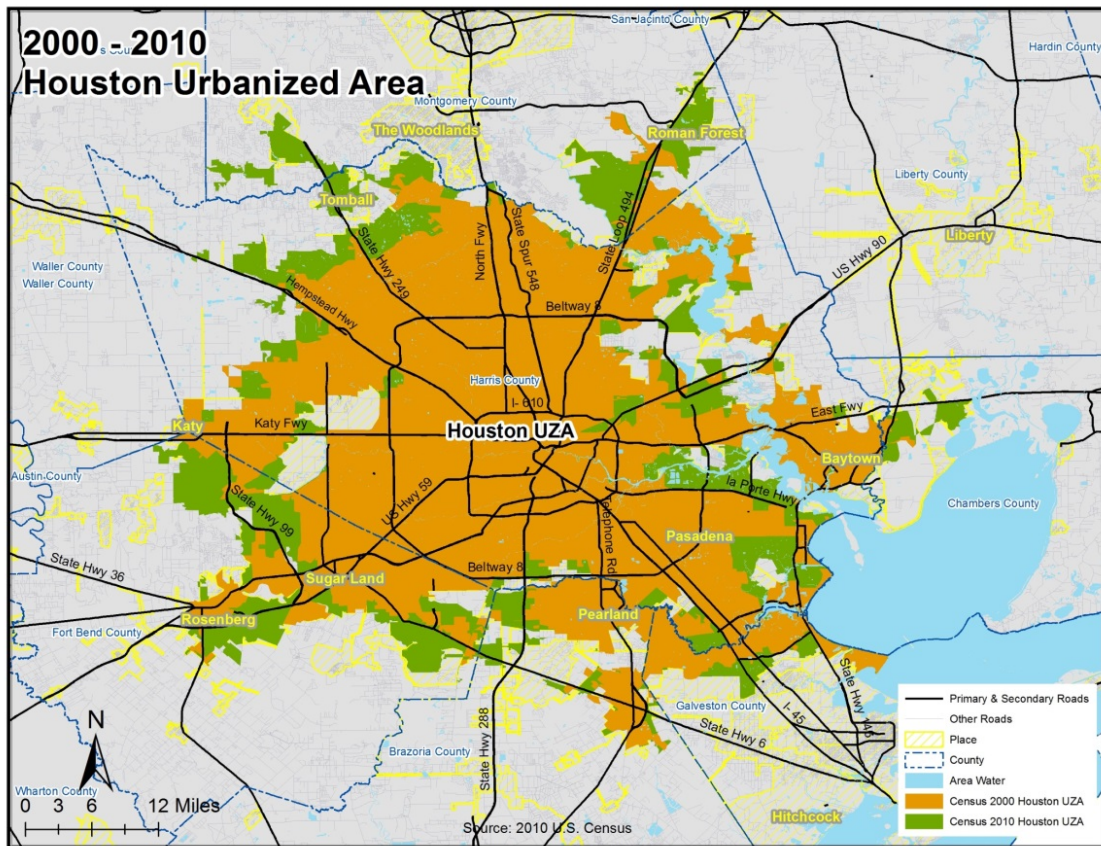 2000 - 2010
Houston Urbanized Area
San Jacinto County
Hardin County
Montgomery County
The Woodlands
Roman Forest
Liberty County
Tomball
Liberty
State Hwy 249
North Fwy
State Spur 548
State Loop 494
US Hwy 90
Waller County
Waller County
Hempstead Hwy
Beltway 8
Harris County
I- 610
East Fwy
Katy
Katy Fwy
Houston UZA
Baytown
Austin County
State Hwy 99
US Hwy 59
la Porte Hwy
Chambers County
Telephone Rd
Pasadena
State Hwy 36
Sugar Land
Beltway 8
Rosenberg
Pearland
Fort Bend County
State Hwy 288
Galveston County
I- 45
State Hwy 146
State Hwy 6
Brazoria County
N
Wharton County
0 3 6 12 Miles
Source: 2010 U.S. Census
Hitchcock
Primary & Secondary Roads
Other Roads
Place
County
Area Water
Census 2000 Houston UZA
Census 2010 Houston UZA